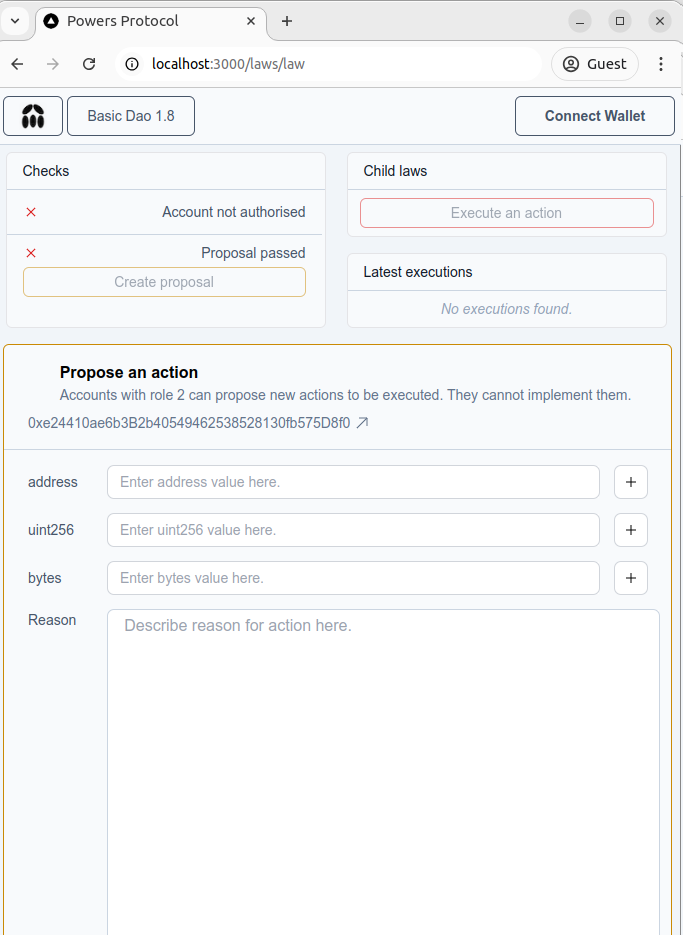 Powers Protocol
localhost:3000/laws/law
Guest
Basic Dao 1.8
Connect Wallet
Checks
Account not authorised
Proposal passed
Create proposal
Child laws
Execute an action
Latest executions
No executions found.
Propose an action
Accounts with role 2 can propose new actions to be executed. They cannot implement them.
0xe24410ae6b3B2b40549462538528130fb575D8f0
address
Enter address value here.
uint256
Enter uint256 value here.
bytes
Enter bytes value here.
Reason
Describe reason for action here.